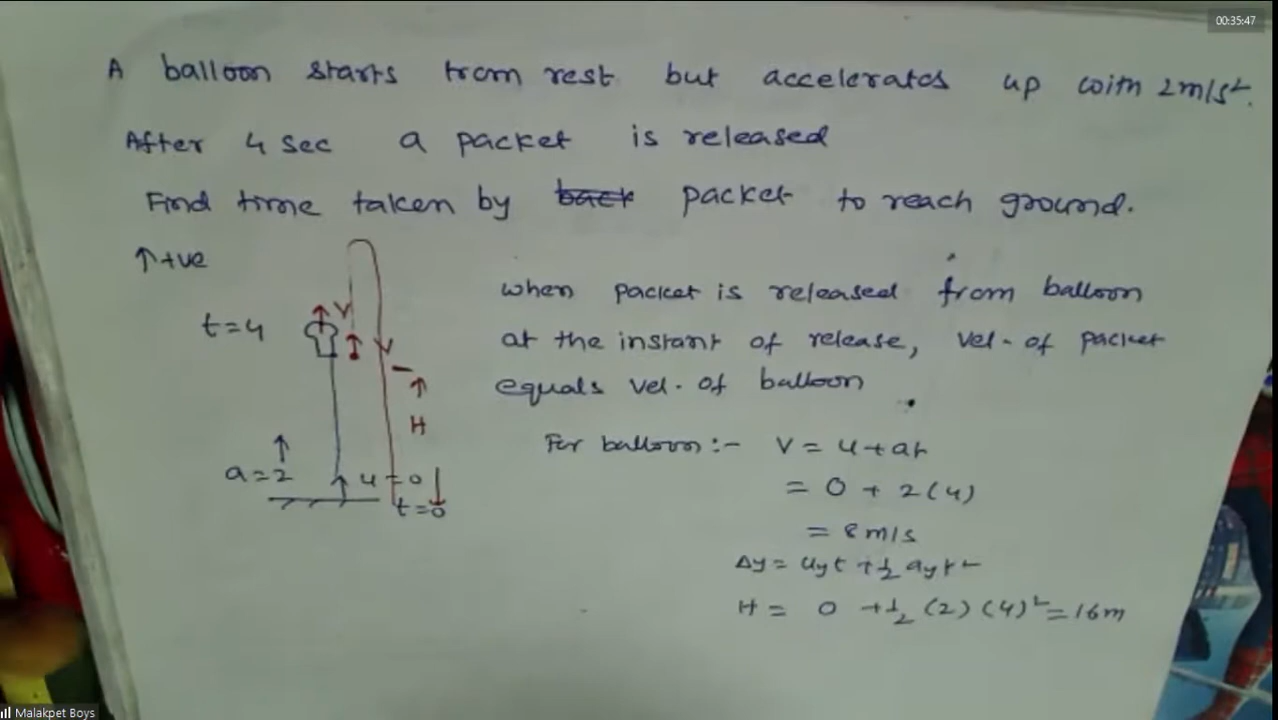 00:35:47
A balloon starts from rest but accelerates up with 2m/s².
After 4 sec a packet is released
Find time taken by back packet to reach ground.
↑+ve
when packet is released from balloon
at the instant of release, vel. of packet
equals vel. of balloon
t=4
V
H
a=2
u=0
t=0
For balloon:- V = u+at
= 0 + 2(4)
= 8m/s
Δy = uyt + ½ ayt²
H = 0 + ½ (2) (4)² = 16m
Malakpet Boys